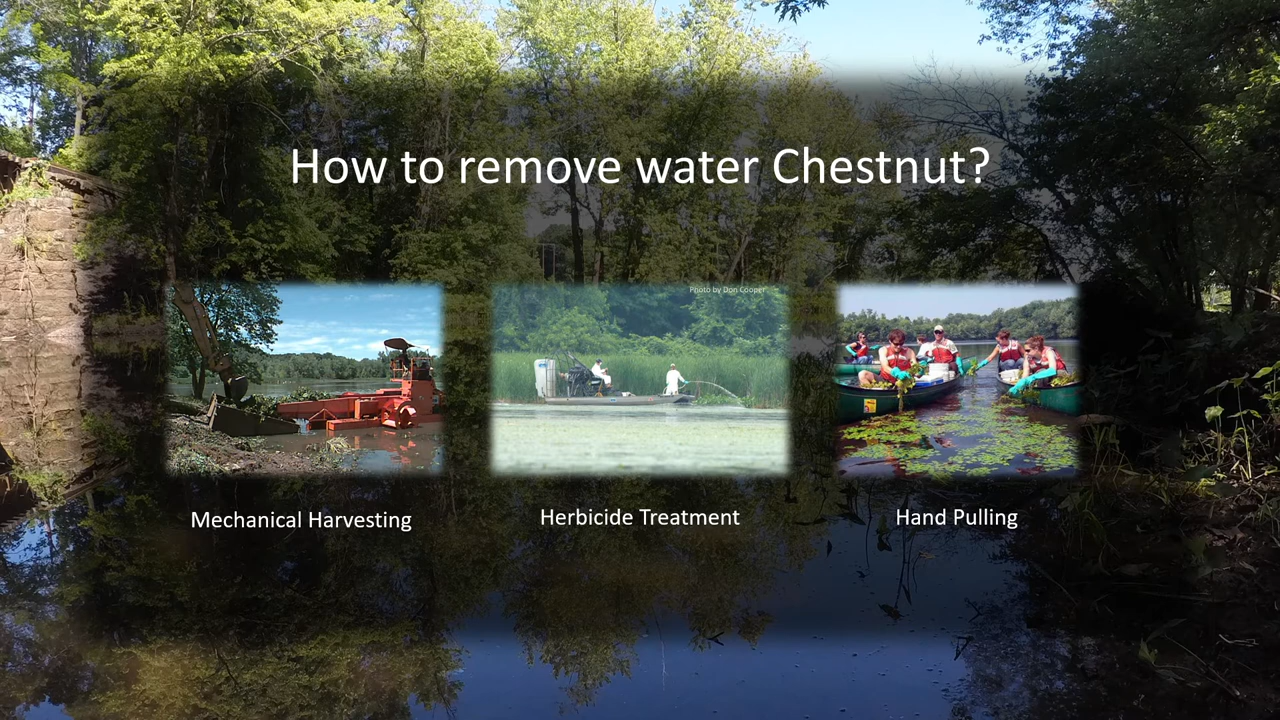 How to remove water Chestnut?
Photo by Don Cooper
Mechanical Harvesting
Herbicide Treatment
Hand Pulling